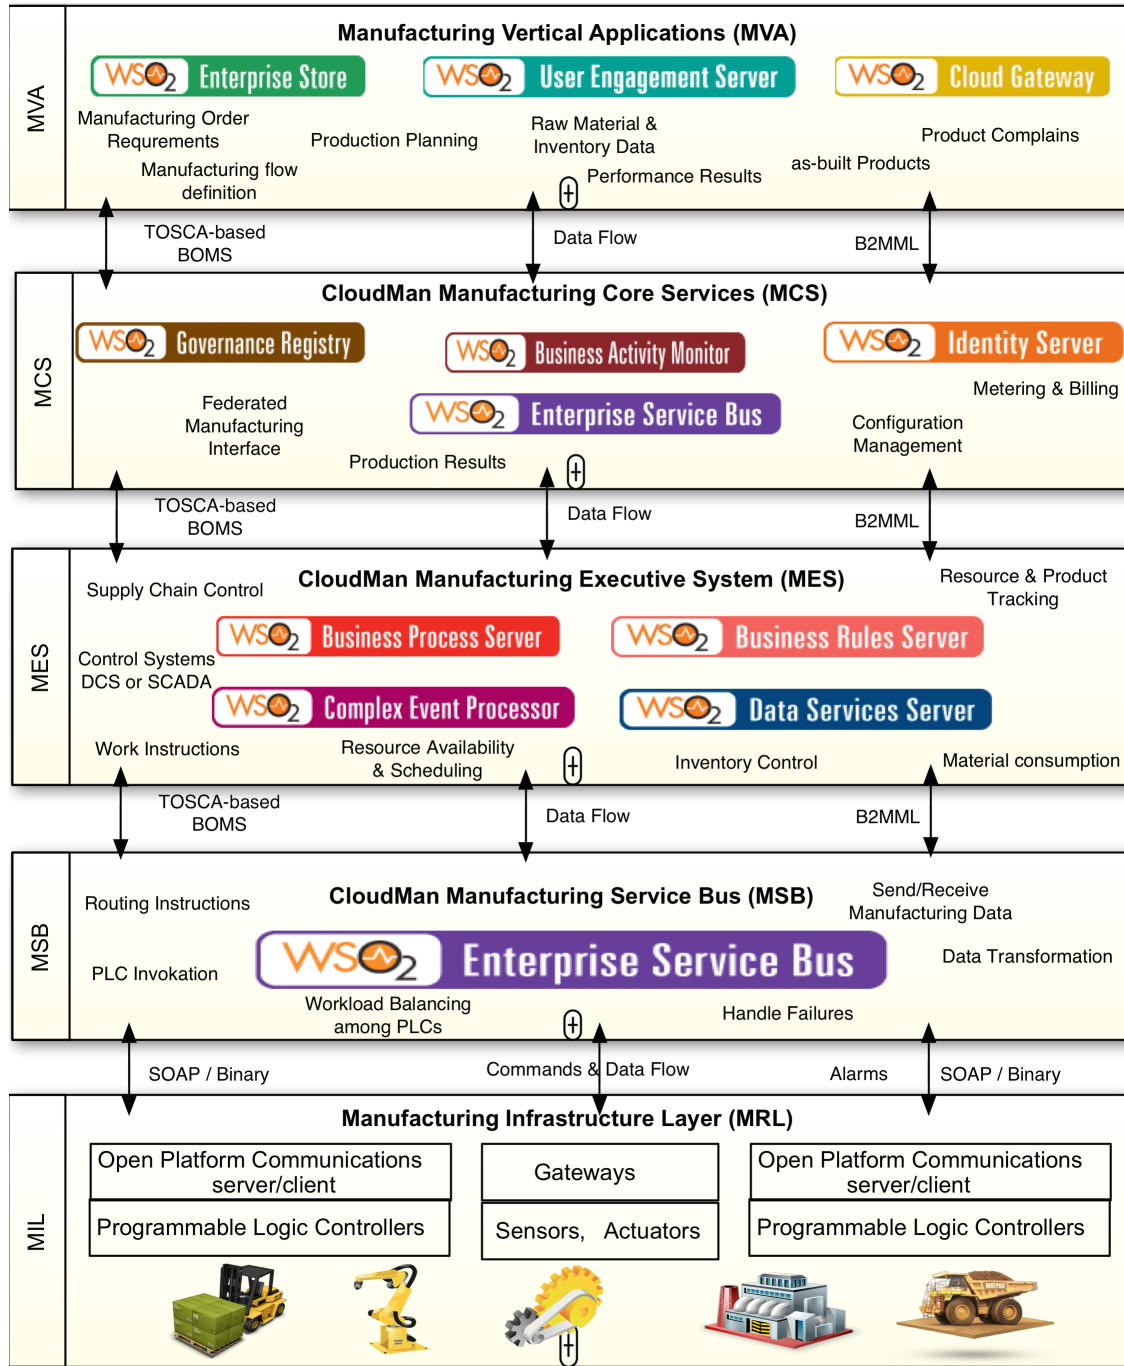 Manufacturing Vertical Applications (MVA)
MVA
WSO2 Enterprise Store
WSO2 User Engagement Server
WSO2 Cloud Gateway
Manufacturing Order
Requrements
Production Planning
Raw Material &
Inventory Data
Product Complains
Manufacturing flow
definition
Performance Results
as-built Products
TOSCA-based
BOMS
Data Flow
B2MML
CloudMan Manufacturing Core Services (MCS)
MCS
WSO2 Governance Registry
WSO2 Business Activity Monitor
WSO2 Identity Server
Metering & Billing
WSO2 Enterprise Service Bus
Federated
Manufacturing
Interface
Configuration
Management
Production Results
TOSCA-based
BOMS
Data Flow
B2MML
CloudMan Manufacturing Executive System (MES)
MES
Supply Chain Control
Resource & Product
Tracking
WSO2 Business Process Server
WSO2 Business Rules Server
Control Systems
DCS or SCADA
WSO2 Complex Event Processor
WSO2 Data Services Server
Work Instructions
Resource Availability
& Scheduling
Inventory Control
Material consumption
TOSCA-based
BOMS
Data Flow
B2MML
CloudMan Manufacturing Service Bus (MSB)
MSB
Routing Instructions
Send/Receive
Manufacturing Data
WSO2 Enterprise Service Bus
PLC Invokation
Data Transformation
Workload Balancing
among PLCs
Handle Failures
SOAP / Binary
Commands & Data Flow
Alarms
SOAP / Binary
Manufacturing Infrastructure Layer (MRL)
MIL
Open Platform Communications
server/client
Gateways
Open Platform Communications
server/client
Programmable Logic Controllers
Sensors, Actuators
Programmable Logic Controllers